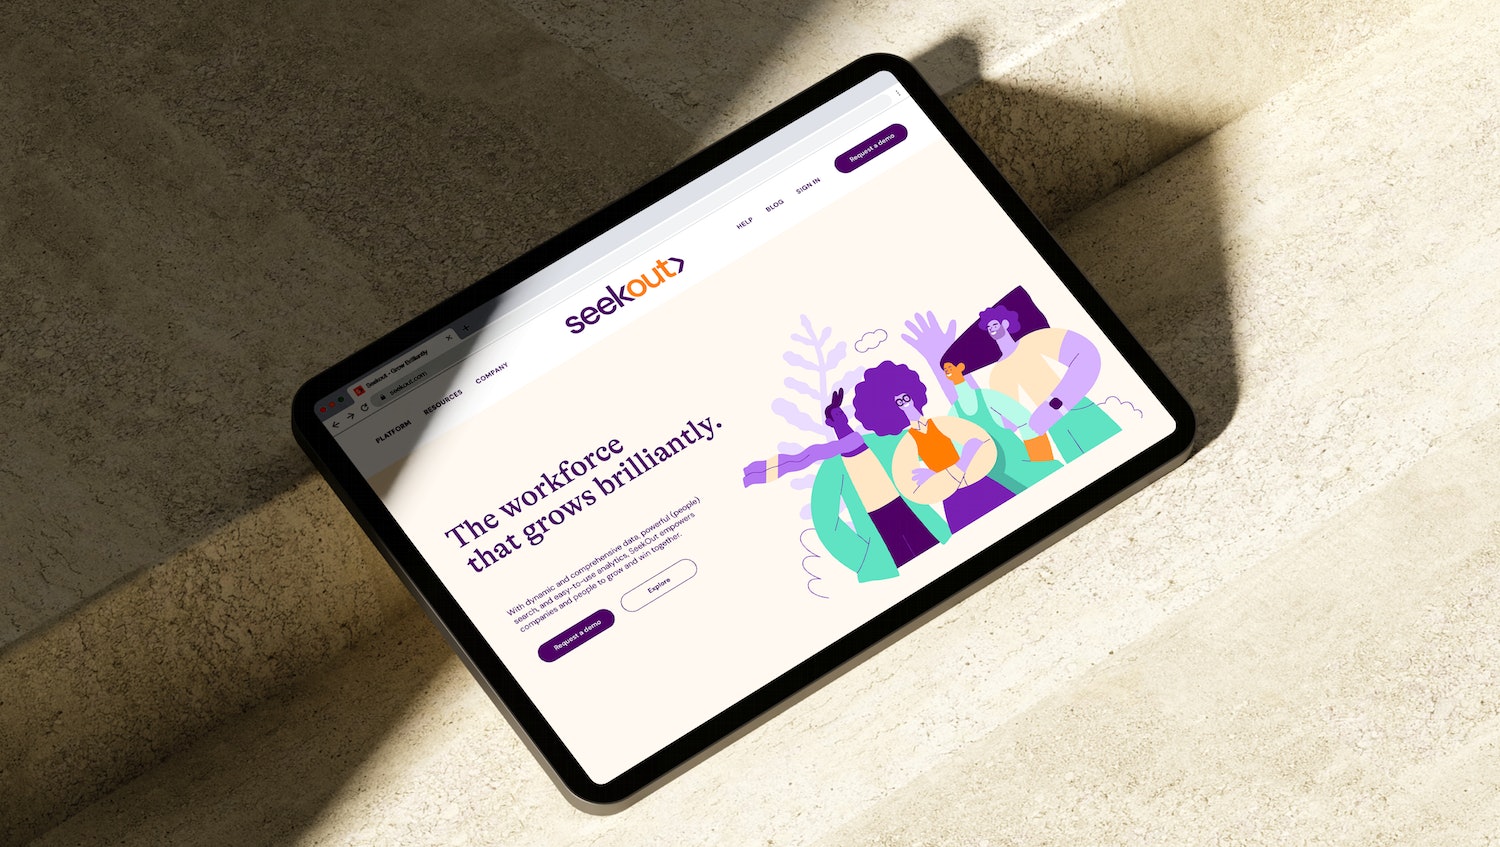 Seekout - Grow Brilliantly
seekout.com
PLATFORM
RESOURCES
COMPANY
seekout
HELP
BLOG
SIGN IN
Request a demo
The workforce
that grows brilliantly.
With dynamic and comprehensive data, powerful (people)
search, and easy-to-use analytics, SeekOut empowers
companies and people to grow and win together.
Request a demo
Explore